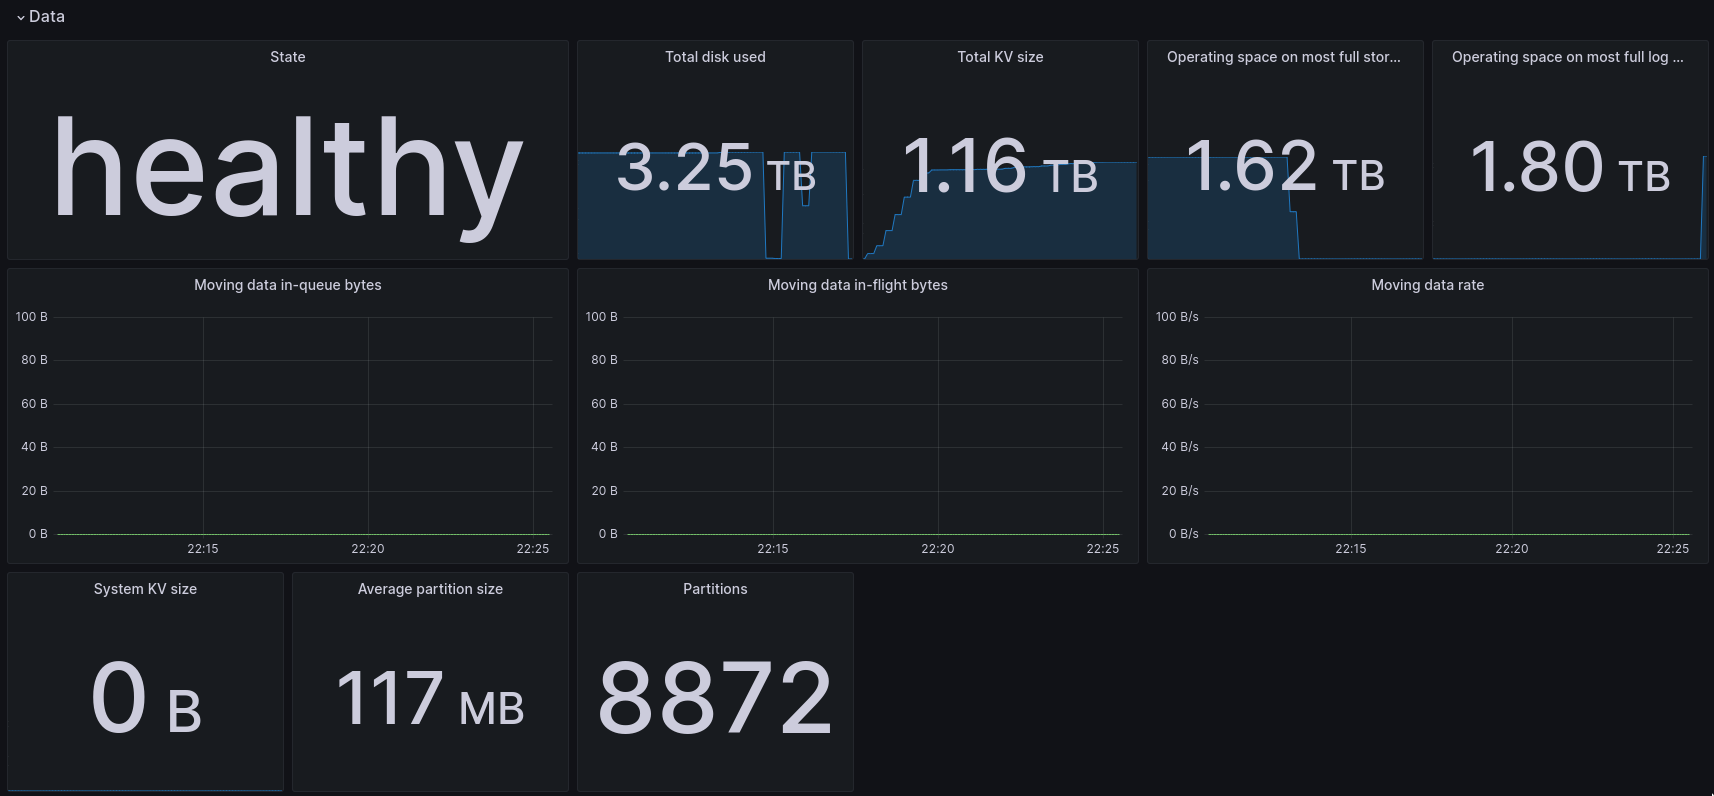 Data
State
healthy
Total disk used
3.25 TB
Total KV size
1.16 TB
Operating space on most full stor...
1.62 TB
Operating space on most full log ...
1.80 TB
Moving data in-queue bytes
100 B
80 B
60 B
40 B
20 B
0 B
22:15 22:20 22:25
Moving data in-flight bytes
100 B
80 B
60 B
40 B
20 B
0 B
22:15 22:20 22:25
Moving data rate
100 B/s
80 B/s
60 B/s
40 B/s
20 B/s
0 B/s
22:15 22:20 22:25
System KV size
0 B
Average partition size
117 MB
Partitions
8872